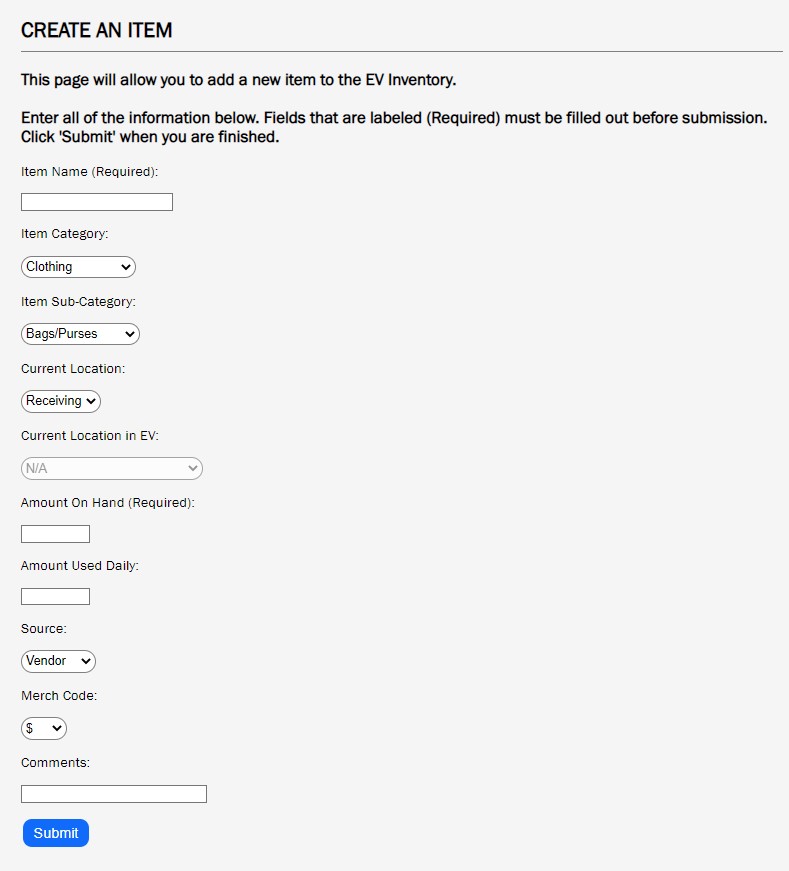 CREATE AN ITEM
This page will allow you to add a new item to the EV Inventory.
Enter all of the information below. Fields that are labeled (Required) must be filled out before submission.
Click 'Submit' when you are finished.
Item Name (Required):
Item Category:
Clothing
Item Sub-Category:
Bags/Purses
Current Location:
Receiving
Current Location in EV:
N/A
Amount On Hand (Required):
Amount Used Daily:
Source:
Vendor
Merch Code:
$
Comments:
Submit